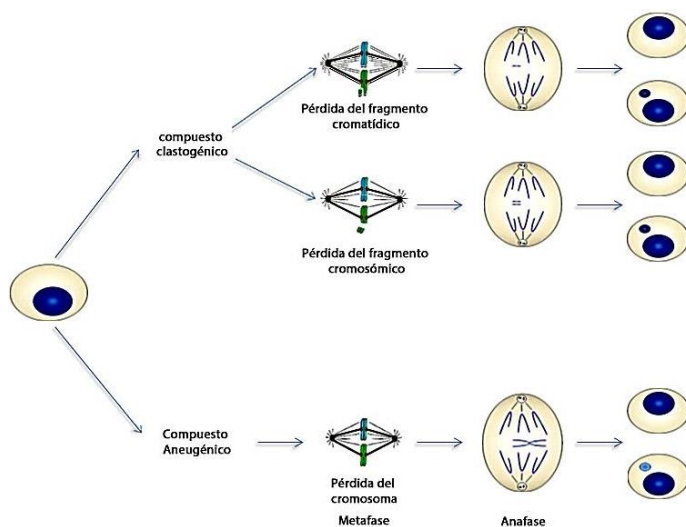 Pérdida del fragmento
cromatídico
compuesto
clastogénico
Pérdida del fragmento
cromosómico
Compuesto
Aneugénico
Pérdida del
cromosoma
Metafase
Anafase